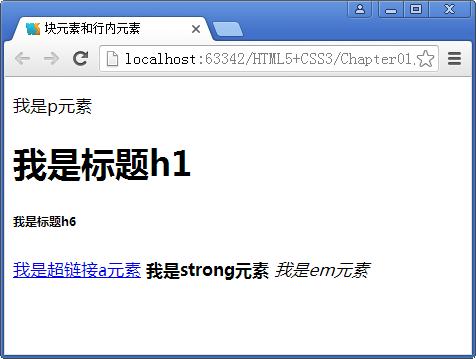 块元素和行内元素
localhost:63342/HTML5+CSS3/Chapter01/
我是p元素
我是标题h1
我是标题h6
我是超链接a元素 我是strong元素 我是em元素